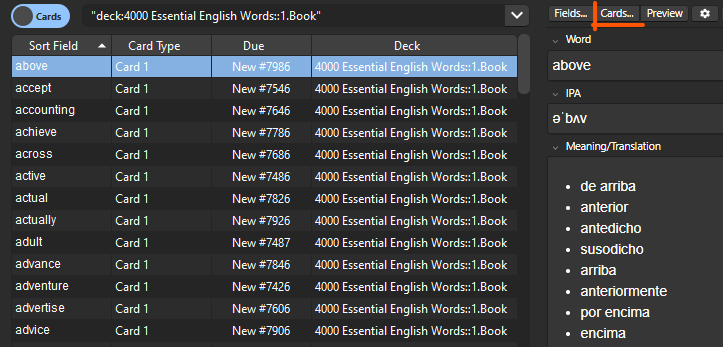 Cards "deck:4000 Essential English Words::1.Book" Fields... Cards... Preview
Sort Field Card Type Due Deck
above Card 1 New #7986 4000 Essential English Words::1.Book
accept Card 1 New #7546 4000 Essential English Words::1.Book
accounting Card 1 New #7646 4000 Essential English Words::1.Book
achieve Card 1 New #7786 4000 Essential English Words::1.Book
across Card 1 New #7686 4000 Essential English Words::1.Book
active Card 1 New #7486 4000 Essential English Words::1.Book
actual Card 1 New #7826 4000 Essential English Words::1.Book
actually Card 1 New #7926 4000 Essential English Words::1.Book
adult Card 1 New #7487 4000 Essential English Words::1.Book
advance Card 1 New #7846 4000 Essential English Words::1.Book
adventure Card 1 New #7426 4000 Essential English Words::1.Book
advertise Card 1 New #7606 4000 Essential English Words::1.Book
advice Card 1 New #7906 4000 Essential English Words::1.Book
Word
above
IPA
əˈbʌv
Meaning/Translation
• de arriba
• anterior
• antedicho
• susodicho
• arriba
• anteriormente
• por encima
• encima